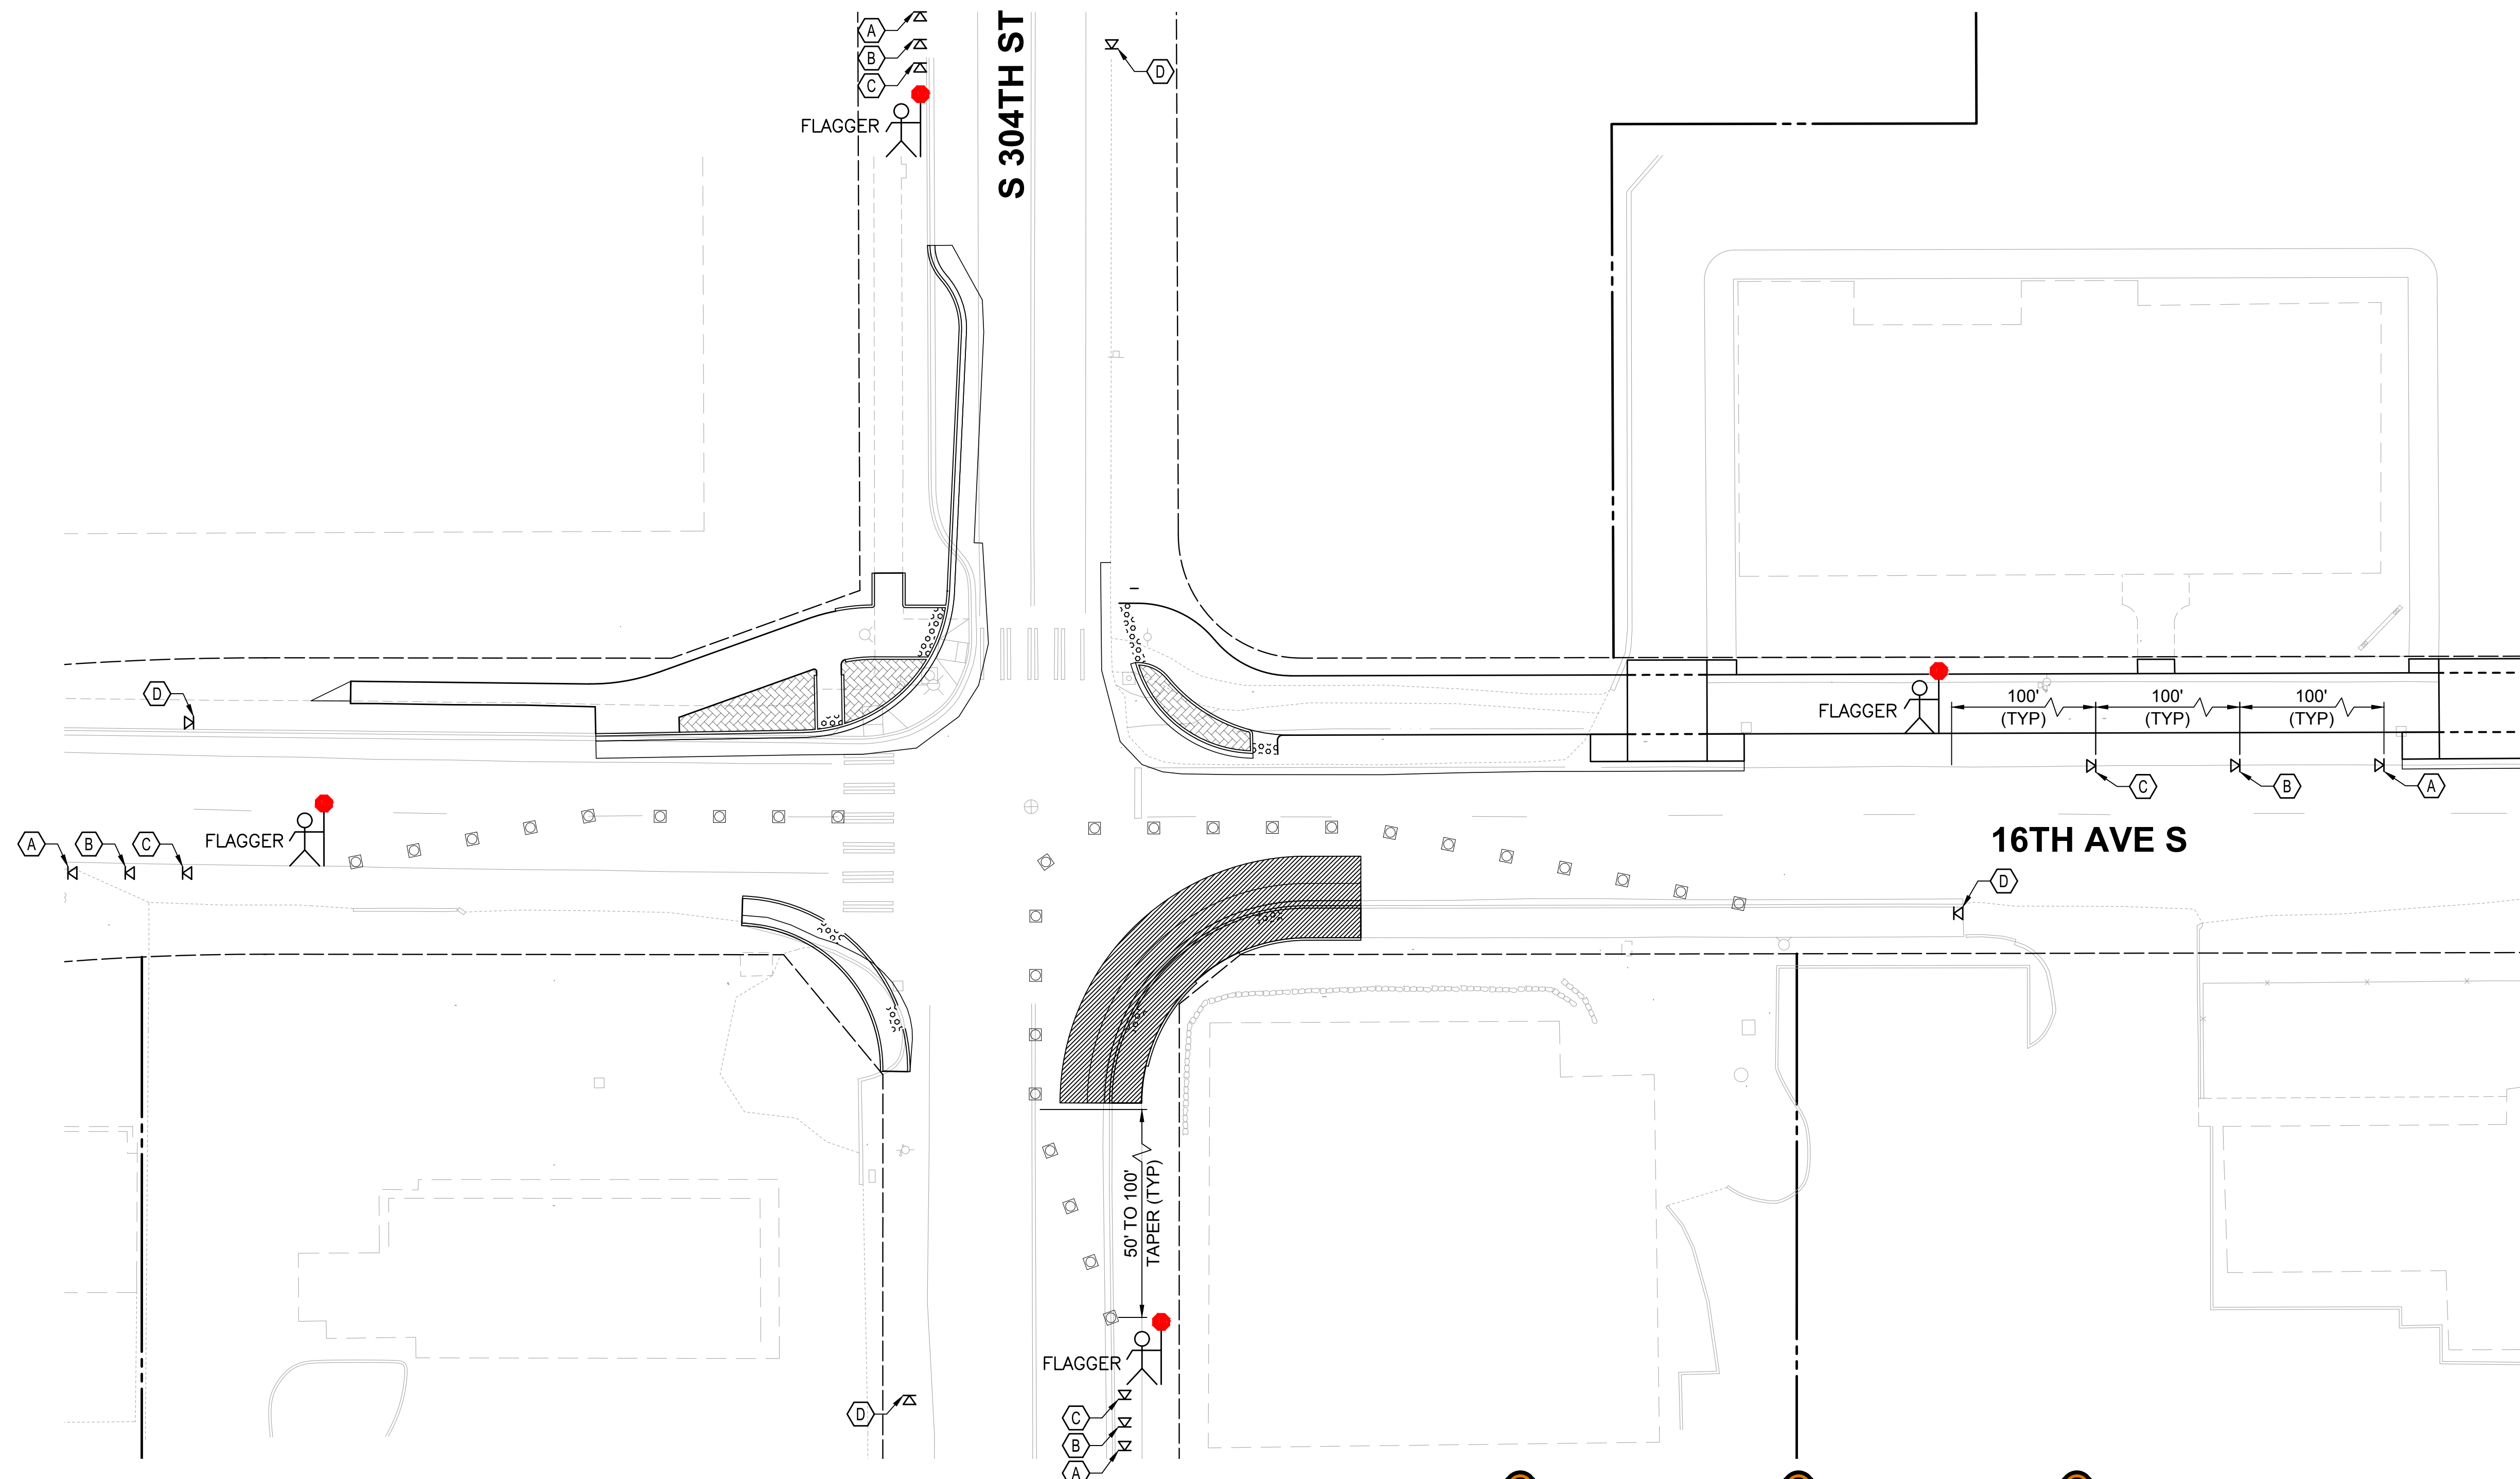 A
B
C
D
FLAGGER
S 304TH ST
D
FLAGGER
100'
(TYP)
100'
(TYP)
100'
(TYP)
C
B
A
A
B
C
FLAGGER
16TH AVE S
D
50' TO 100'
TAPER (TYP)
FLAGGER
D
C
B
A